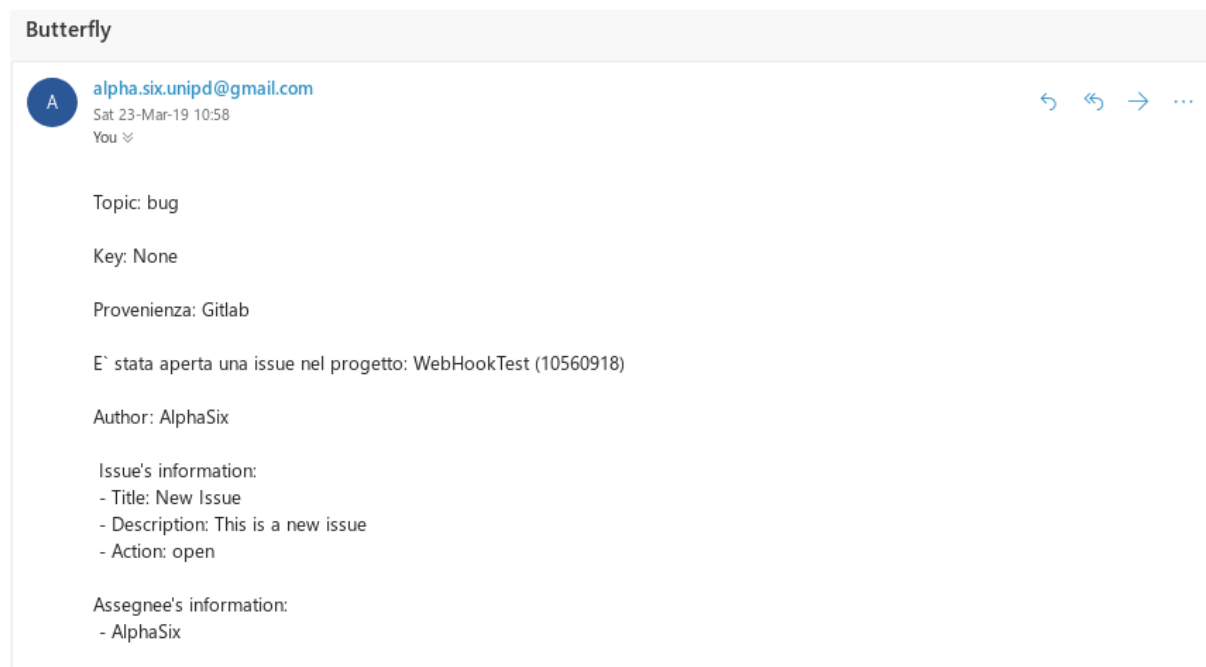 Butterfly
A
alpha.six.unipd@gmail.com
Sat 23-Mar-19 10:58
You
Topic: bug
Key: None
Provenienza: Gitlab
E` stata aperta una issue nel progetto: WebHookTest (10560918)
Author: AlphaSix
Issue's information:
- Title: New Issue
- Description: This is a new issue
- Action: open
Assegnee's information:
- AlphaSix